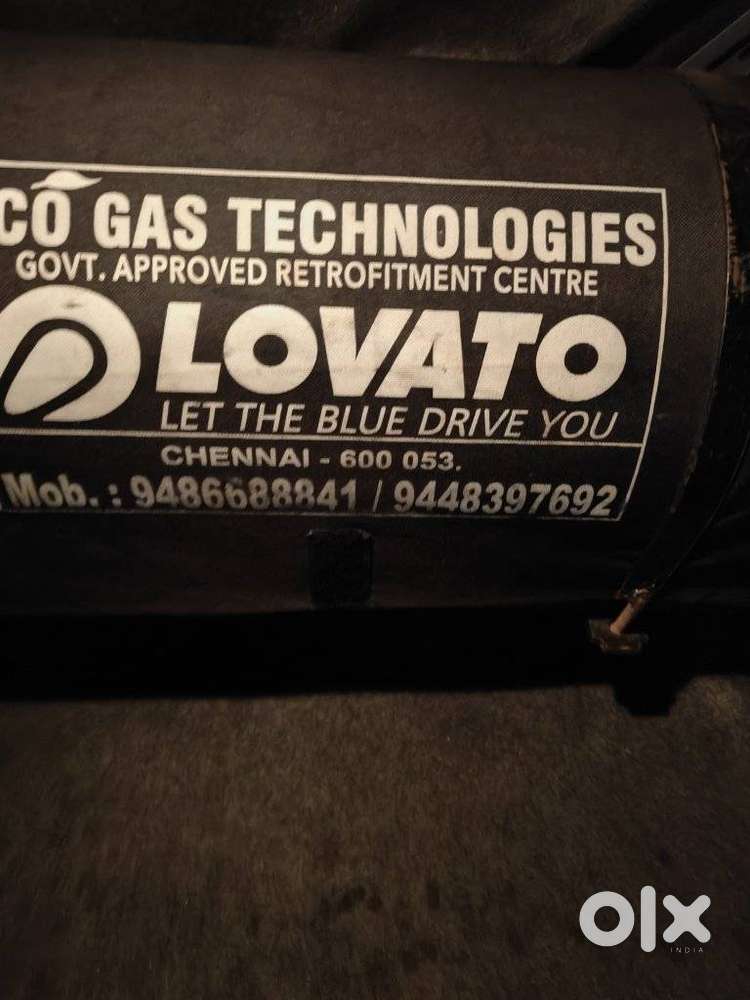 CO GAS TECHNOLOGIES
GOVT. APPROVED RETROFITMENT CENTRE
LOVATO
LET THE BLUE DRIVE YOU
CHENNAI - 600 053.
Mob. : 9486688841 / 9448397692
olx
INDIA